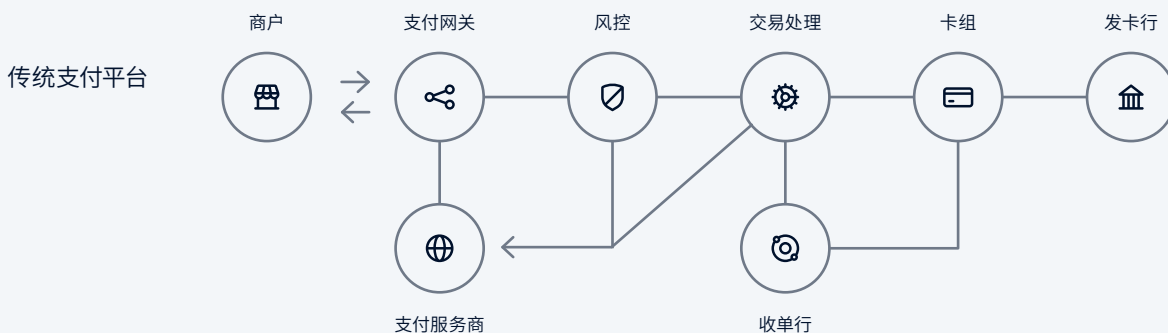 商户
支付网关
风控
交易处理
卡组
发卡行
传统支付平台
支付服务商
收单行